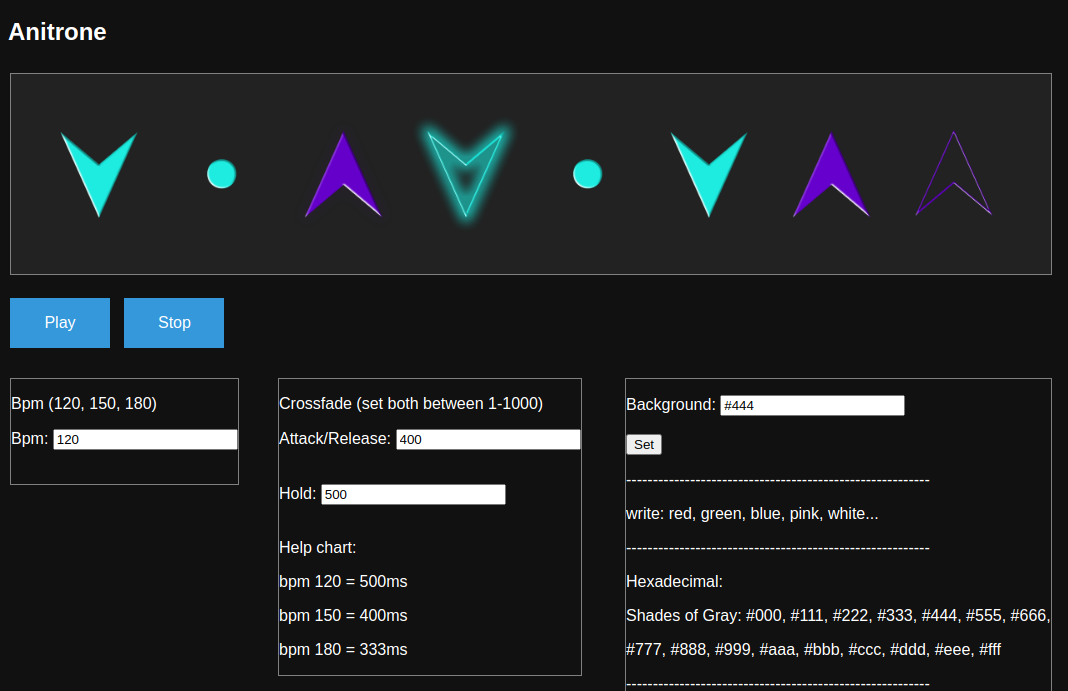 Anitrone
Play
Stop
Bpm (120, 150, 180)
Bpm: 120
Crossfade (set both between 1-1000)
Attack/Release: 400
Hold: 500
Help chart:
bpm 120 = 500ms
bpm 150 = 400ms
bpm 180 = 333ms
Background: #444
Set
---------------------------------------------------------
write: red, green, blue, pink, white...
---------------------------------------------------------
Hexadecimal:
Shades of Gray: #000, #111, #222, #333, #444, #555, #666,
#777, #888, #999, #aaa, #bbb, #ccc, #ddd, #eee, #fff
---------------------------------------------------------